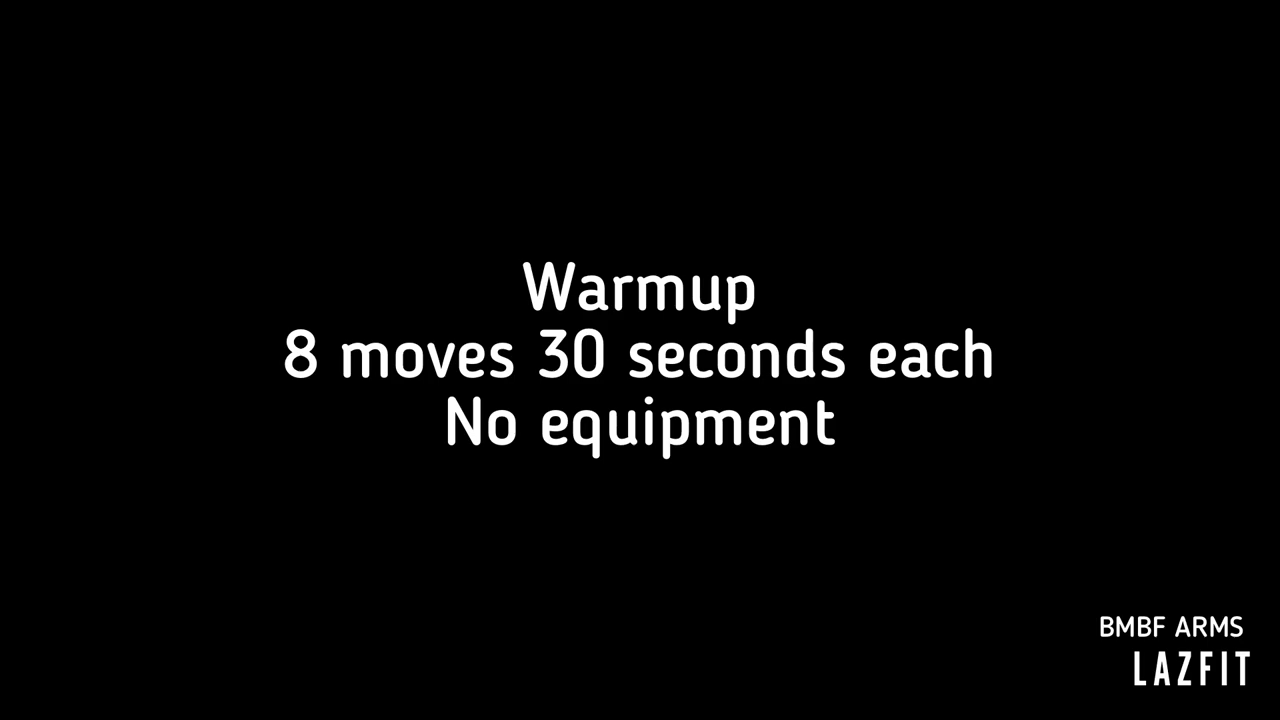 Warmup
8 moves 30 seconds each
No equipment
BMBF ARMS
LAZFIT